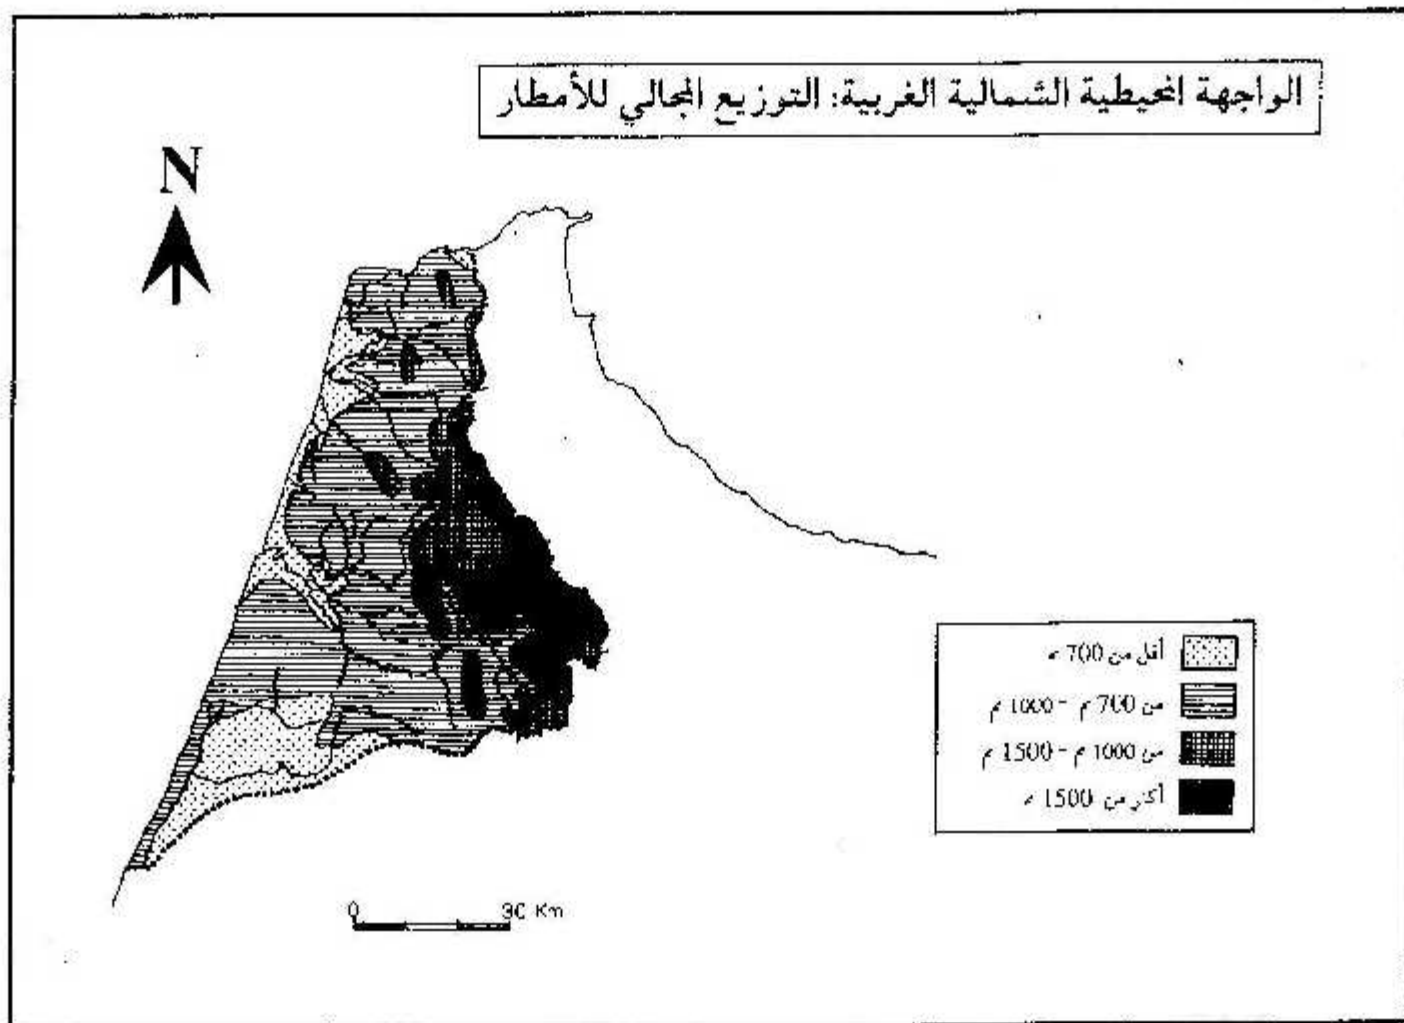 الواجهة المحيطية الشمالية الغربية: التوزيع المجالي للأمطار
N
أقل من 700 م
من 700 م - 1000 م
من 1000 م - 1500 م
أكثر من 1500 م
0 30 Km